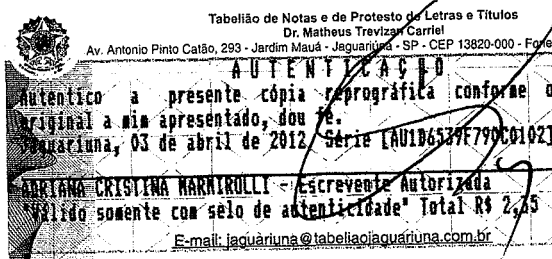 Tabelião de Notas e de Protesto de Letras e Títulos
Dr. Matheus Trevizan Carriel
Av. Antonio Pinto Catão, 293 - Jardim Mauá - Jaguariúna - SP - CEP 13820-000 - Fone
AUTENTICAÇÃO
Autentico a presente cópia reprográfica conforme o
original a mim apresentado, dou fé.
Jaguariuna, 03 de abril de 2012. Série [AU1D6539F790C0102]
ADRIANA CRISTINA MARMIROLLI - Escrevente Autorizada
"Válido somente com selo de autenticidade" Total R$ 2,35
E-mail: jaguariuna@tabeliaojaguariuna.com.br